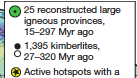 25 reconstructed large
igneous provinces,
15–297 Myr ago
1,395 kimberlites,
27–320 Myr ago
Active hotspots with a